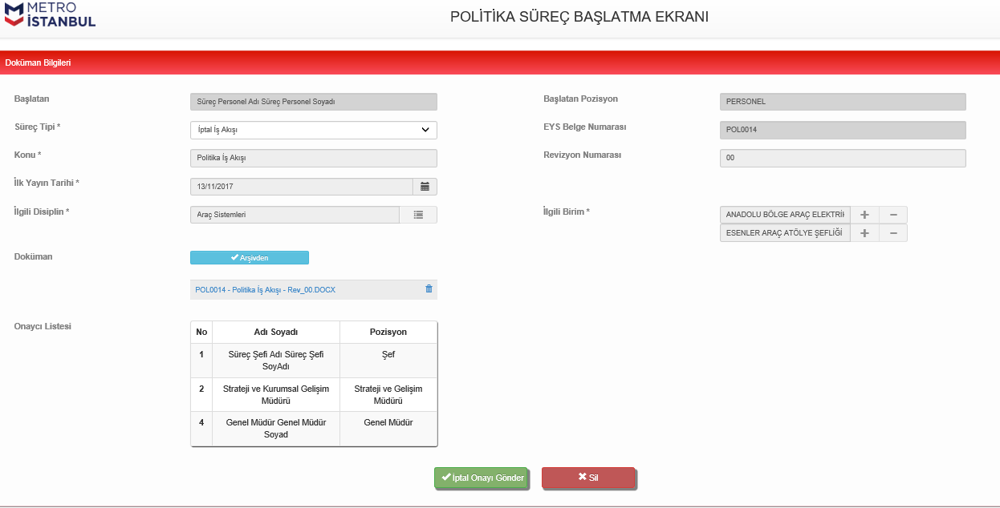 METRO
İSTANBUL
POLİTİKA SÜREÇ BAŞLATMA EKRANI
Doküman Bilgileri
Başlatan
Süreç Personel Adı Süreç Personel Soyadı
Başlatan Pozisyon
PERSONEL
Süreç Tipi *
İptal İş Akışı
EYS Belge Numarası
POL0014
Konu *
Politika İş Akışı
Revizyon Numarası
00
İlk Yayın Tarihi *
13/11/2017
İlgili Disiplin *
Araç Sistemleri
İlgili Birim *
ANADOLU BÖLGE ARAÇ ELEKTRİK
ESENLER ARAÇ ATÖLYE ŞEFLİĞİ
Doküman
Arşivden
POL0014 - Politika İş Akışı - Rev_00.DOCX
Onaycı Listesi
No Adı Soyadı Pozisyon
1 Süreç Şefi Adı Süreç Şefi Şef
SoyAdı
2 Strateji ve Kurumsal Gelişim Strateji ve Gelişim
Müdürü Müdürü
4 Genel Müdür Genel Müdür Genel Müdür
Soyad
İptal Onayı Gönder
Sil